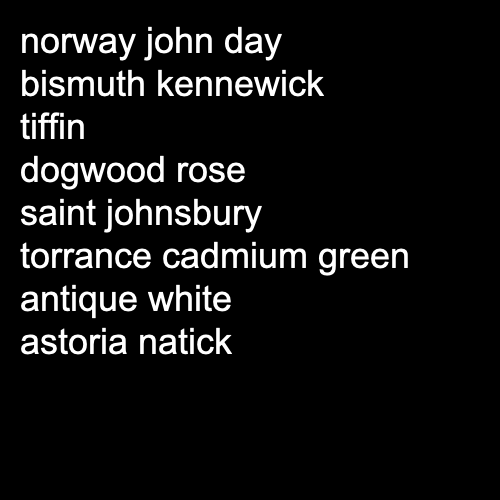 norway john day
bismuth kennewick
tiffin
dogwood rose
saint johnsbury
torrance cadmium green
antique white
astoria natick